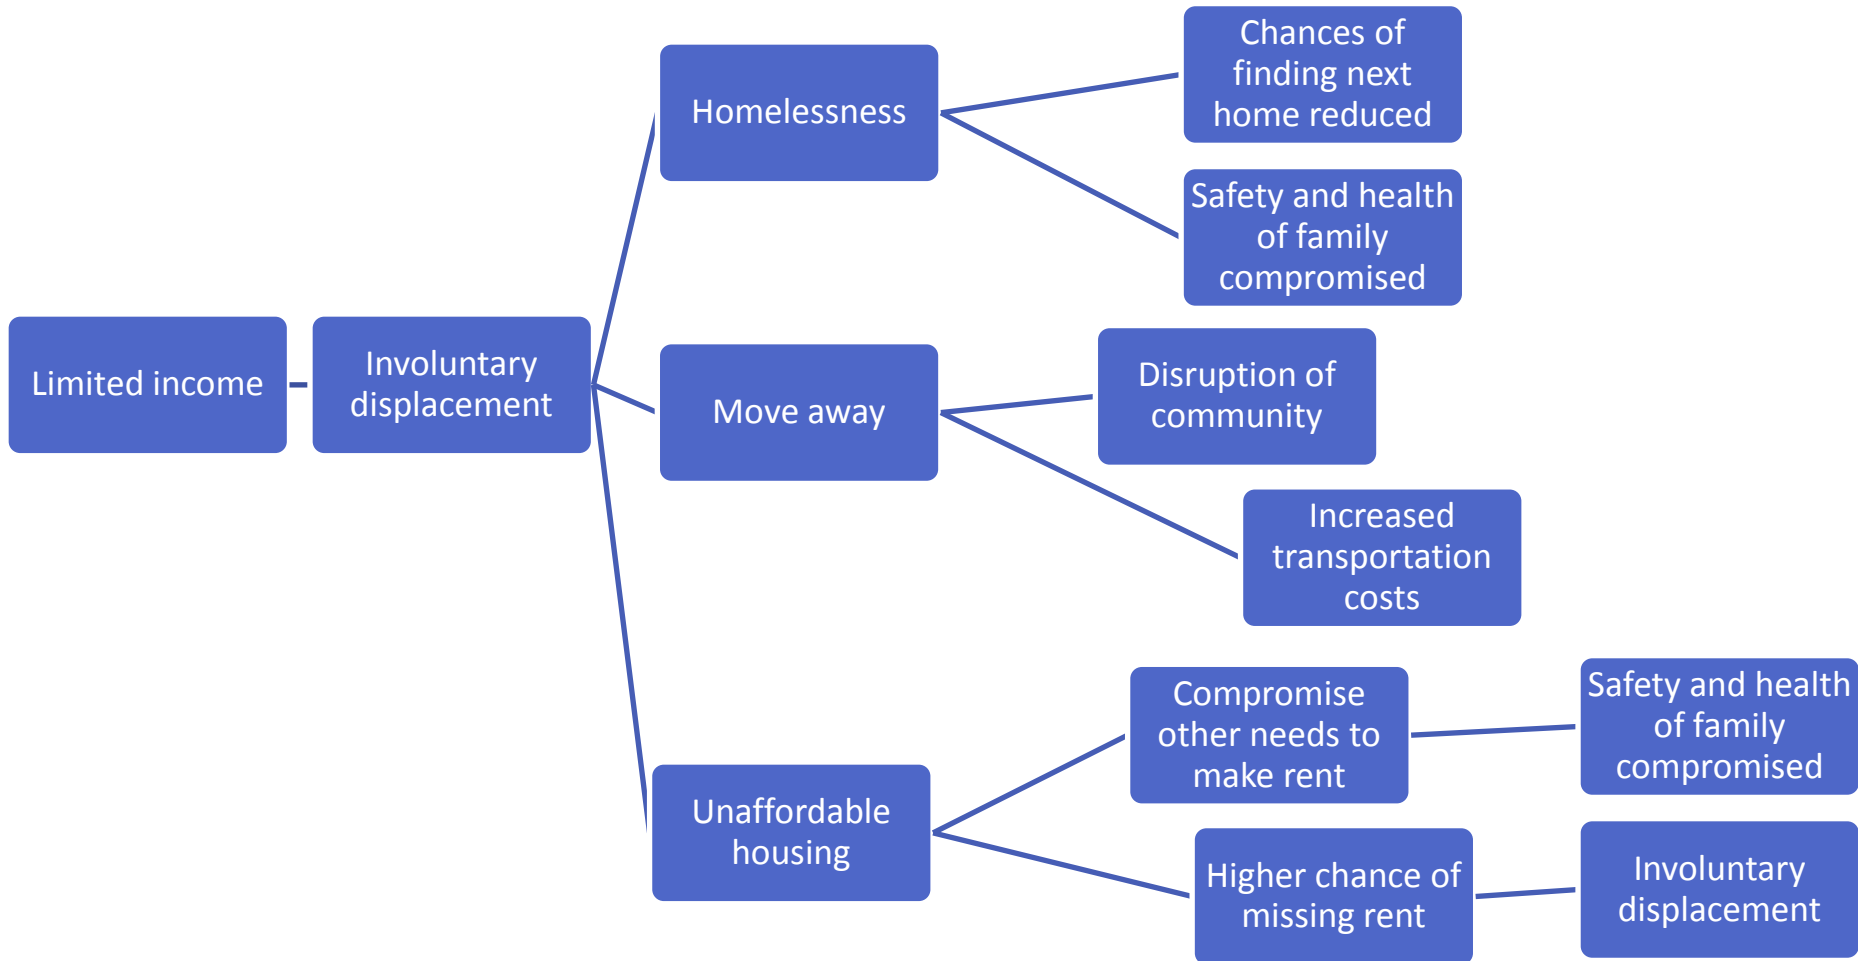 Limited income
Involuntary
displacement
Homelessness
Chances of
finding next
home reduced
Safety and health
of family
compromised
Move away
Disruption of
community
Increased
transportation
costs
Unaffordable
housing
Compromise
other needs to
make rent
Safety and health
of family
compromised
Higher chance of
missing rent
Involuntary
displacement